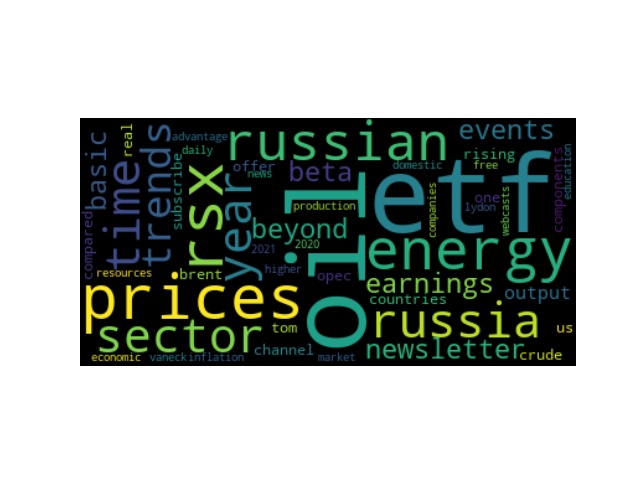 basic
real
trends
advantage
daily
russian
events
time
subscribe
rsx
offer
news
beta
domestic
rising
free
education
components
year
production
oil
etf
companies
one
lydon
webcasts
compared
beyond
2021
2020
energy
resources
brent
higher
opec
earnings
output
prices
countries
sector
tom
russia
us
economic
vaneck
inflation
channel
market
newsletter
crude